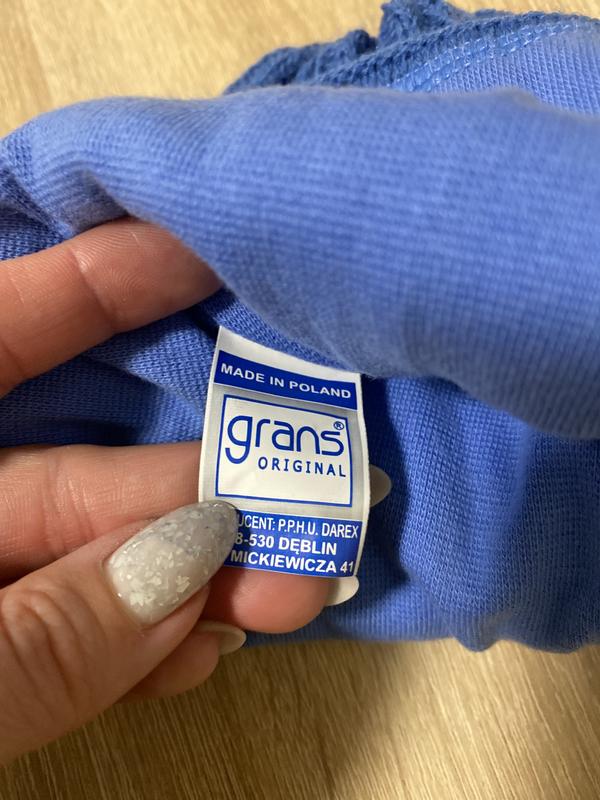 MADE IN POLAND
grans®
ORIGINAL
P.P.H.U. DAREX
DĘBLIN
MICKIEWICZA 41